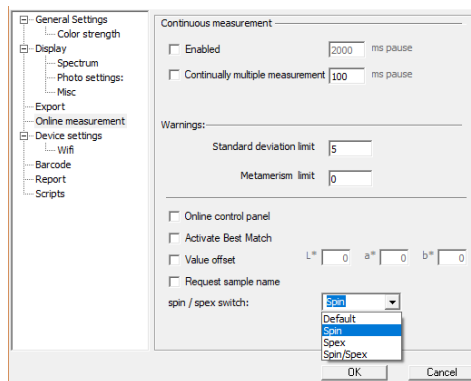 General Settings
Color strength
Display
Spectrum
Photo settings:
Misc
Export
Online measurement
Device settings
Wifi
Barcode
Report
Scripts
Continuous measurement
Enabled 2000 ms pause
Continually multiple measurement 100 ms pause
Warnings:
Standard deviation limit 5
Metamerism limit 0
Online control panel
Activate Best Match
Value offset L* 0 a* 0 b* 0
Request sample name
spin / spex switch: Spin
Default
Spin
Spex
Spin/Spex
OK Cancel